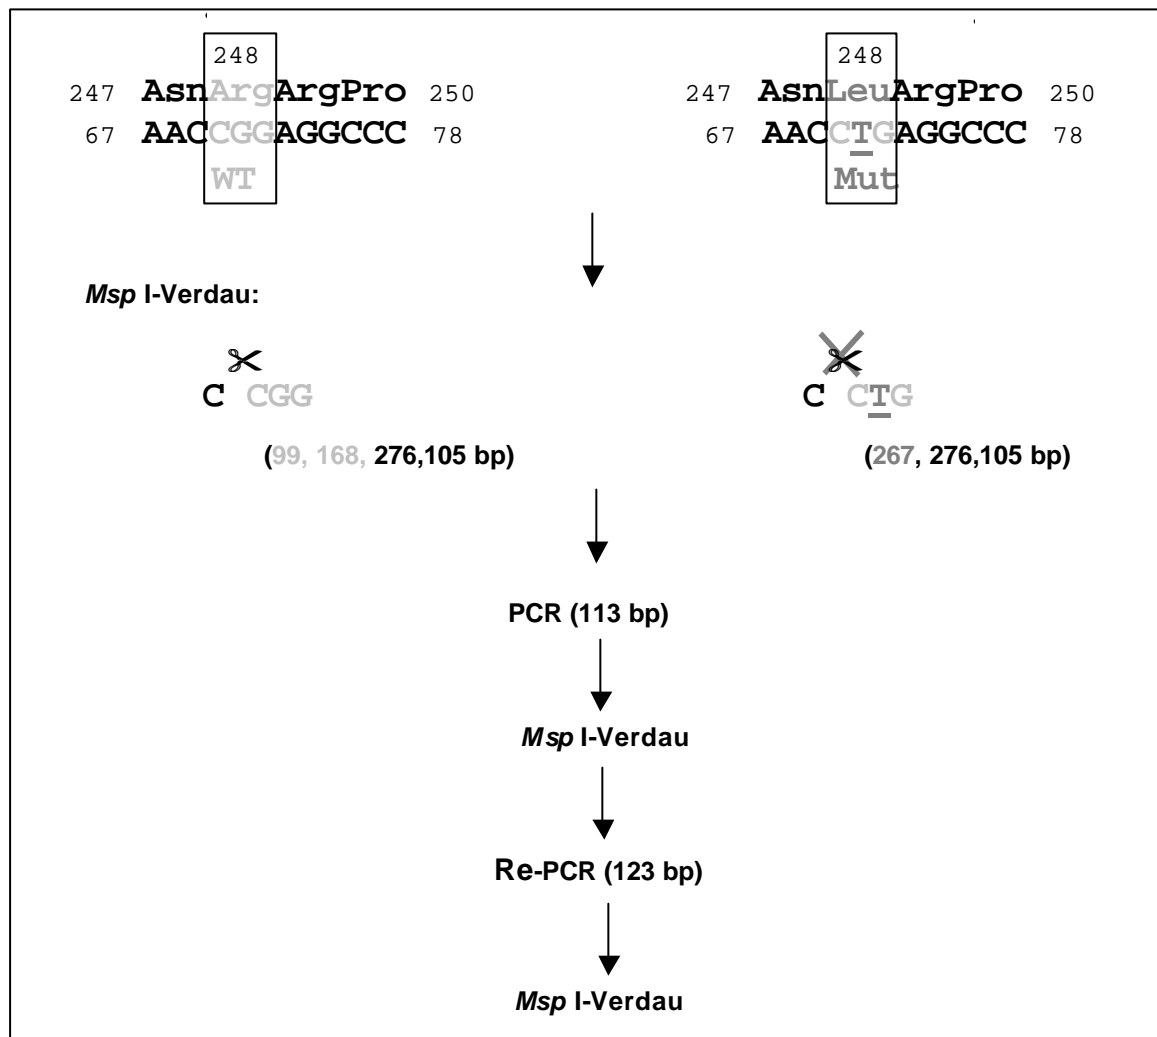 248 248
247 AsnArgArgPro 250 247 AsnLeuArgPro 250
67 AACCGGAGGCCC 78 67 AACCTGAGGCCC 78
WT Mut
Msp I-Verdau:
C CGG C CTG
(99, 168, 276,105 bp) (267, 276,105 bp)
PCR (113 bp)
Msp I-Verdau
Re-PCR (123 bp)
Msp I-Verdau